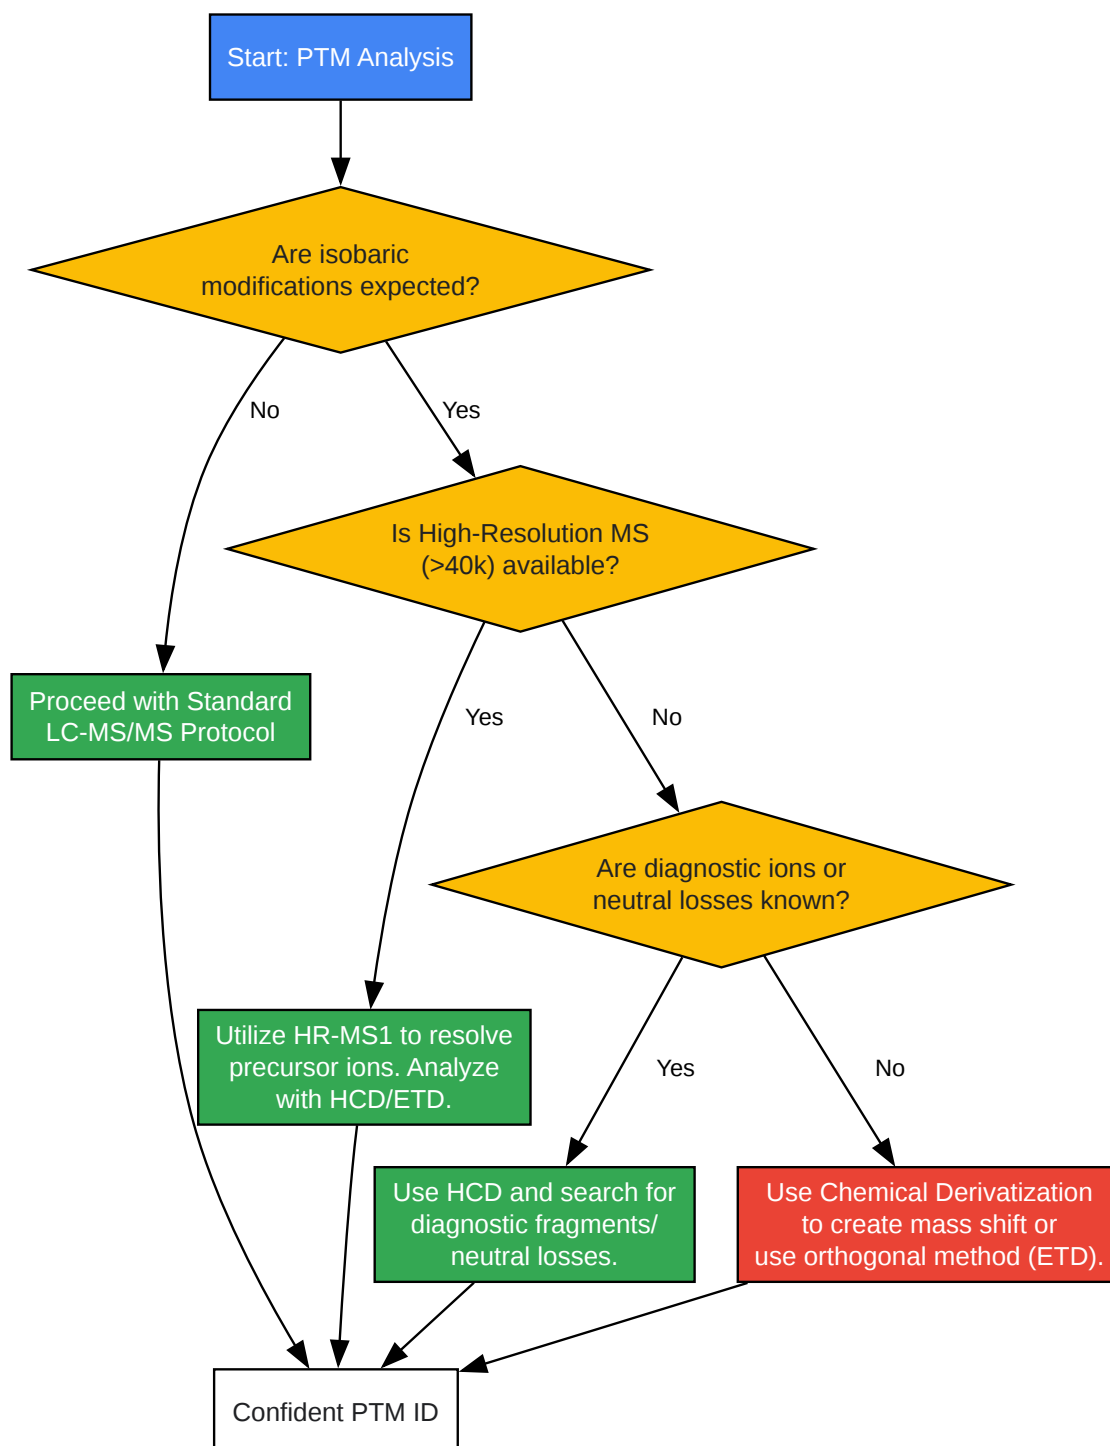 Start: PTM Analysis
Are isobaric
modifications expected?
No
Yes
Is High-Resolution MS
(>40k) available?
Proceed with Standard
LC-MS/MS Protocol
Yes
No
Are diagnostic ions or
neutral losses known?
Utilize HR-MS1 to resolve
precursor ions. Analyze
with HCD/ETD.
Yes
No
Use HCD and search for
diagnostic fragments/
neutral losses.
Use Chemical Derivatization
to create mass shift or
use orthogonal method (ETD).
Confident PTM ID